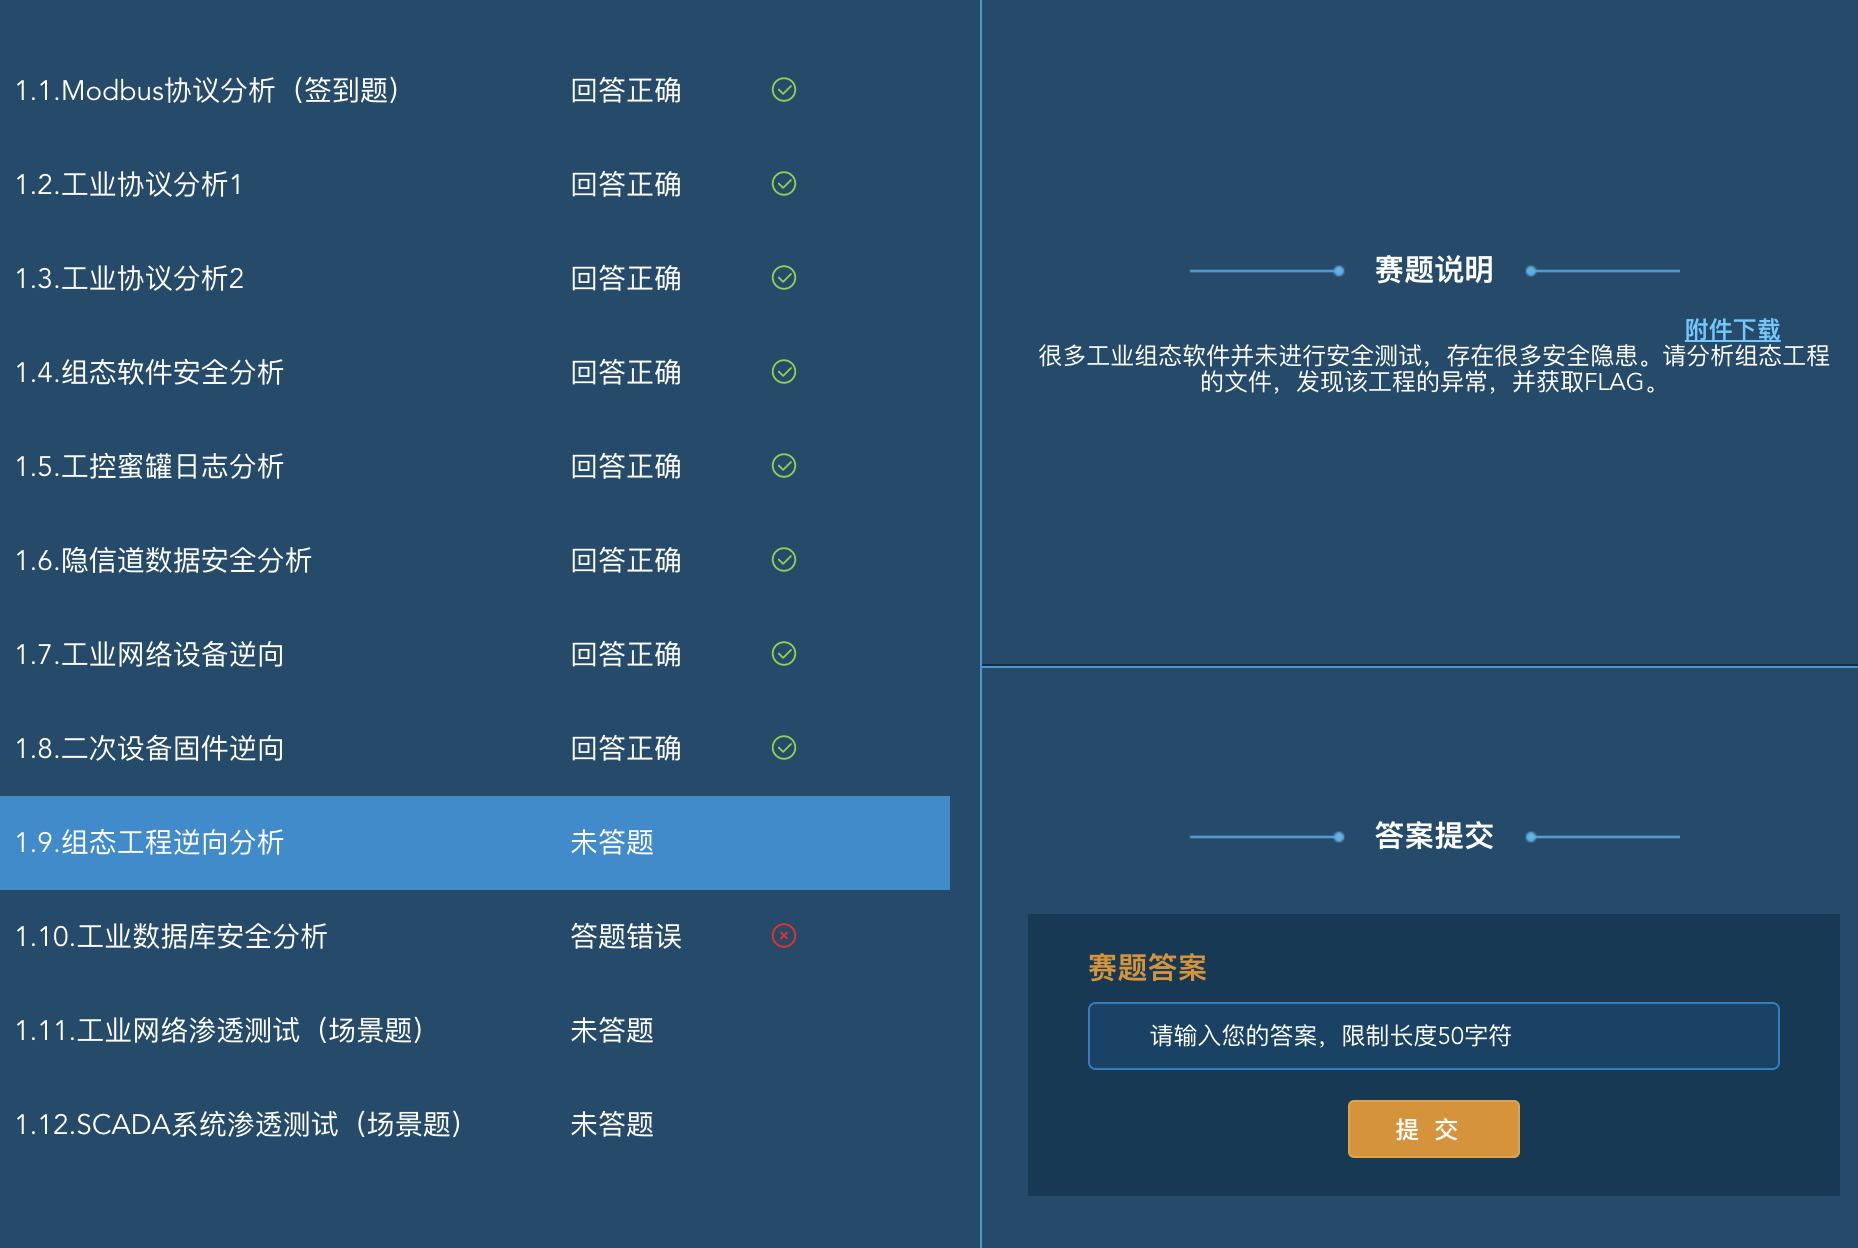 1.1.Modbus协议分析（签到题） 回答正确
1.2.工业协议分析1 回答正确
1.3.工业协议分析2 回答正确
1.4.组态软件安全分析 回答正确
1.5.工控蜜罐日志分析 回答正确
1.6.隐信道数据安全分析 回答正确
1.7.工业网络设备逆向 回答正确
1.8.二次设备固件逆向 回答正确
1.9.组态工程逆向分析 未答题
1.10.工业数据库安全分析 答题错误
1.11.工业网络渗透测试（场景题） 未答题
1.12.SCADA系统渗透测试（场景题） 未答题
赛题说明
附件下载
很多工业组态软件并未进行安全测试，存在很多安全隐患。请分析组态工程
的文件，发现该工程的异常，并获取FLAG。
答案提交
赛题答案
请输入您的答案，限制长度50字符
提 交